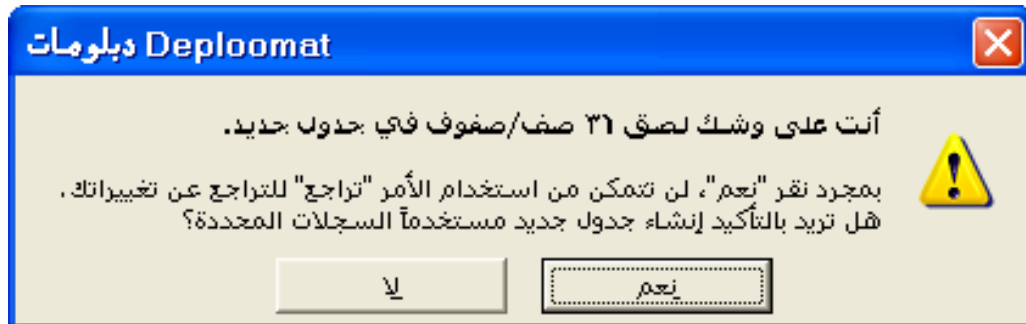 دبلومات Deploomat
أنت على وشك لصق ٣٦ صف/صفوف في جدول جديد.
بمجرد نقر "نعم"، لن تتمكن من استخدام الأمر "تراجع" للتراجع عن تغييراتك.
هل تريد بالتأكيد إنشاء جدول جديد مستخدماً السجلات المحددة؟
نعم
لا